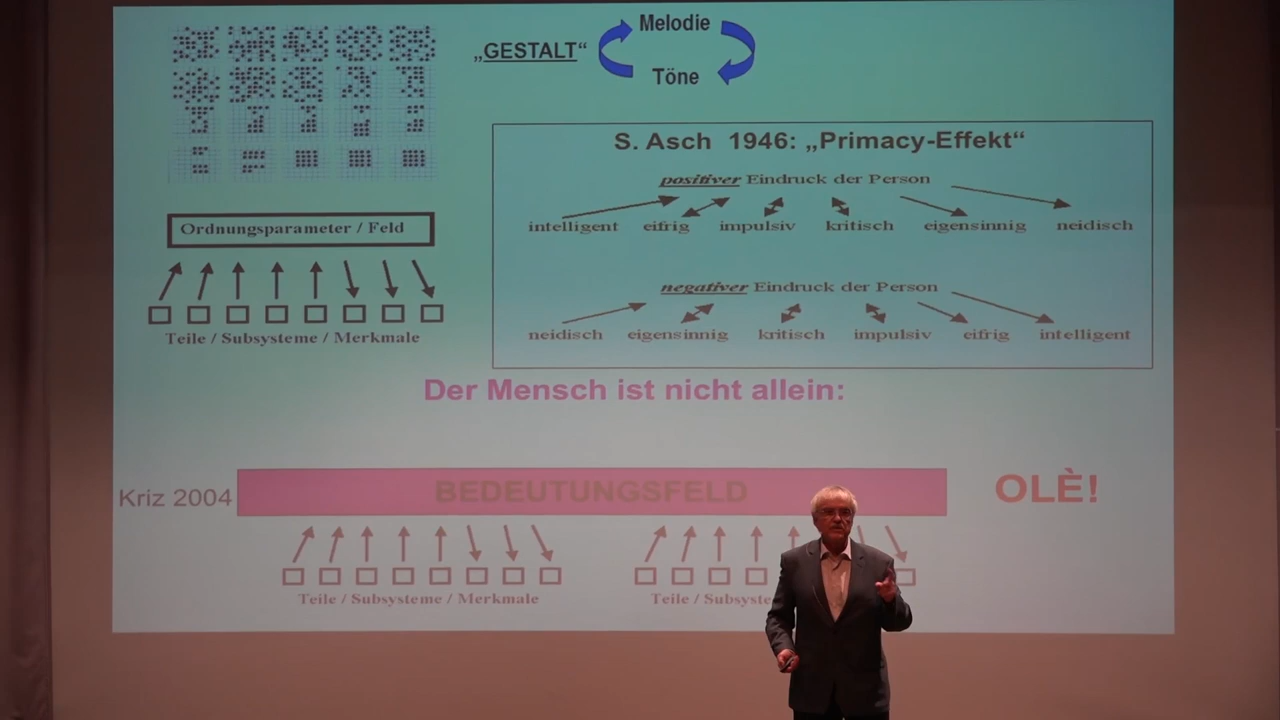 Melodie
„GESTALT“
Töne
S. Asch 1946: „Primacy-Effekt“
positiver Eindruck der Person
intelligent eifrig impulsiv kritisch eigensinnig neidisch
Ordnungsparameter / Feld
negativer Eindruck der Person
neidisch eigensinnig kritisch impulsiv eifrig intelligent
Teile / Subsysteme / Merkmale
Der Mensch ist nicht allein:
Kriz 2004
BEDEUTUNGSFELD
OLÈ!
Teile / Subsysteme / Merkmale
Teile /